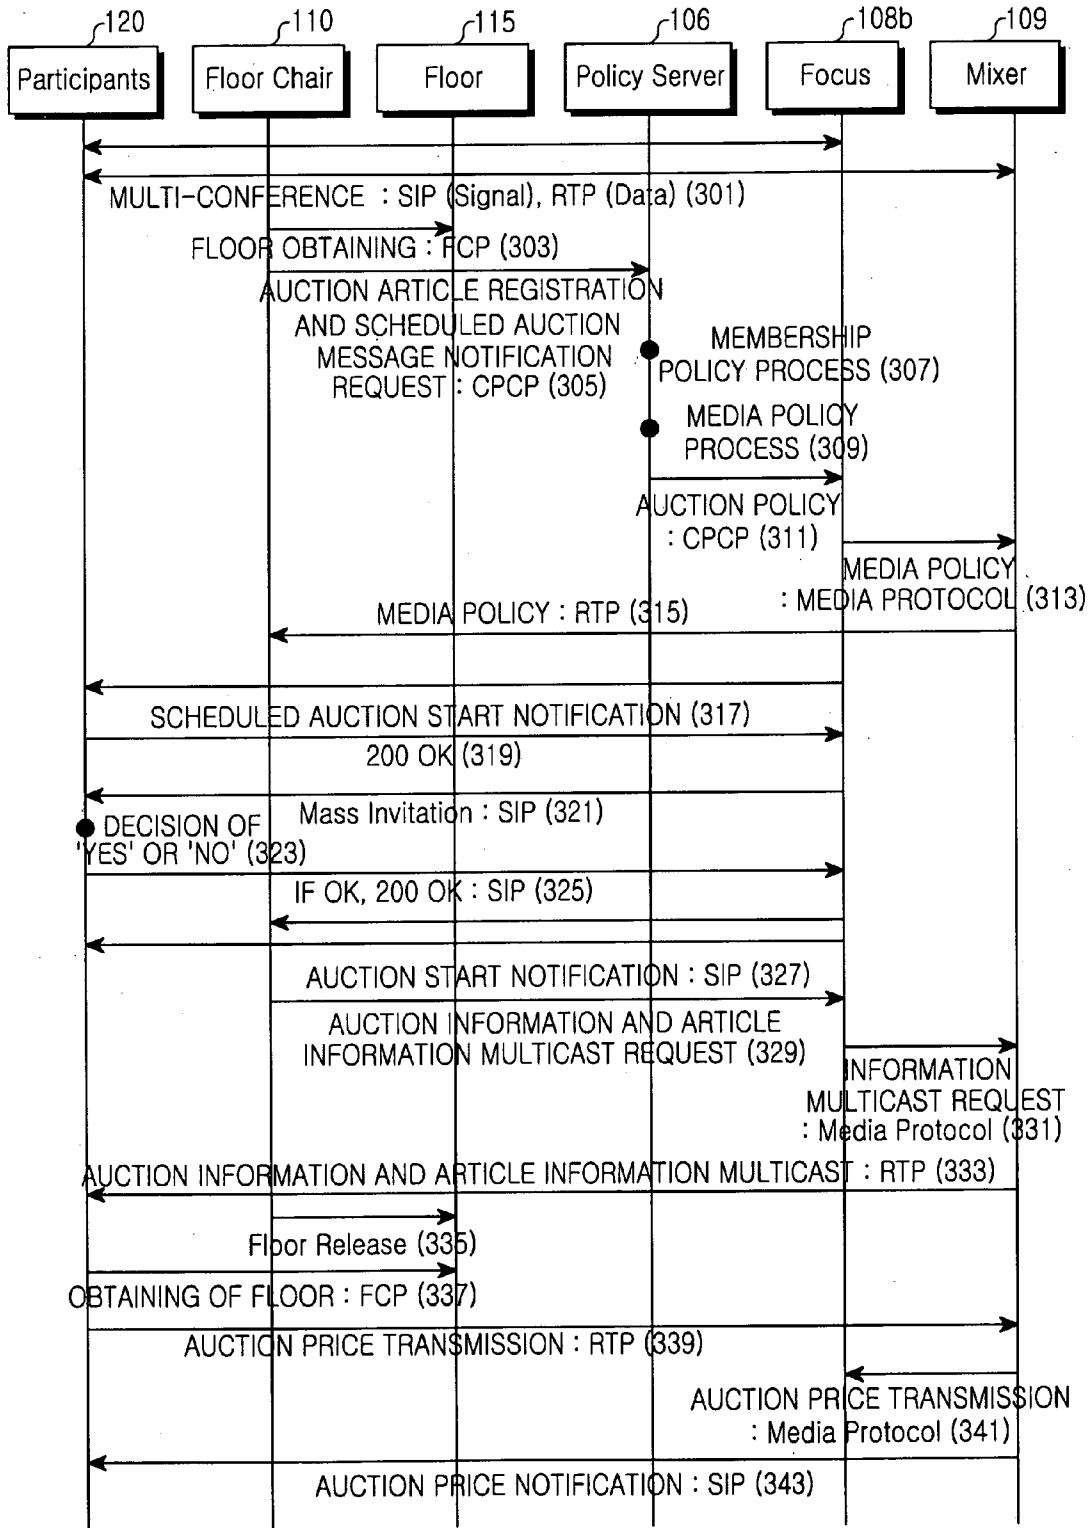 120
110
115
106
108b
109
Participants
Floor Chair
Floor
Policy Server
Focus
Mixer
MULTI-CONFERENCE : SIP (Signal), RTP (Data) (301)
FLOOR OBTAINING : FCP (303)
AUCTION ARTICLE REGISTRATION
AND SCHEDULED AUCTION
MESSAGE NOTIFICATION
REQUEST : CPCP (305)
MEMBERSHIP
POLICY PROCESS (307)
MEDIA POLICY
PROCESS (309)
AUCTION POLICY
: CPCP (311)
MEDIA POLICY
: MEDIA PROTOCOL (313)
MEDIA POLICY : RTP (315)
SCHEDULED AUCTION START NOTIFICATION (317)
200 OK (319)
Mass Invitation : SIP (321)
DECISION OF
'YES' OR 'NO' (323)
IF OK, 200 OK : SIP (325)
AUCTION START NOTIFICATION : SIP (327)
AUCTION INFORMATION AND ARTICLE
INFORMATION MULTICAST REQUEST (329)
INFORMATION
MULTICAST REQUEST
: Media Protocol (331)
AUCTION INFORMATION AND ARTICLE INFORMATION MULTICAST : RTP (333)
Floor Release (335)
OBTAINING OF FLOOR : FCP (337)
AUCTION PRICE TRANSMISSION : RTP (339)
AUCTION PRICE TRANSMISSION
: Media Protocol (341)
AUCTION PRICE NOTIFICATION : SIP (343)